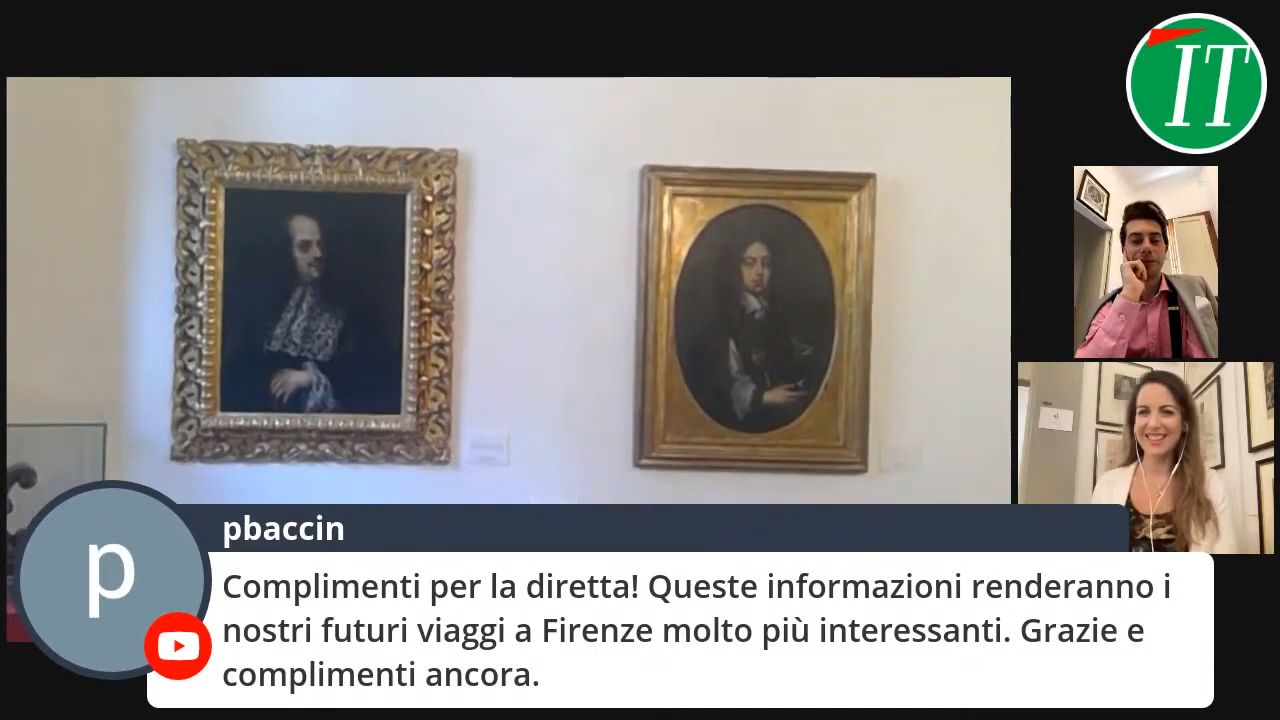 IT
pbaccin
p
Complimenti per la diretta! Queste informazioni renderanno i
nostri futuri viaggi a Firenze molto più interessanti. Grazie e
complimenti ancora.